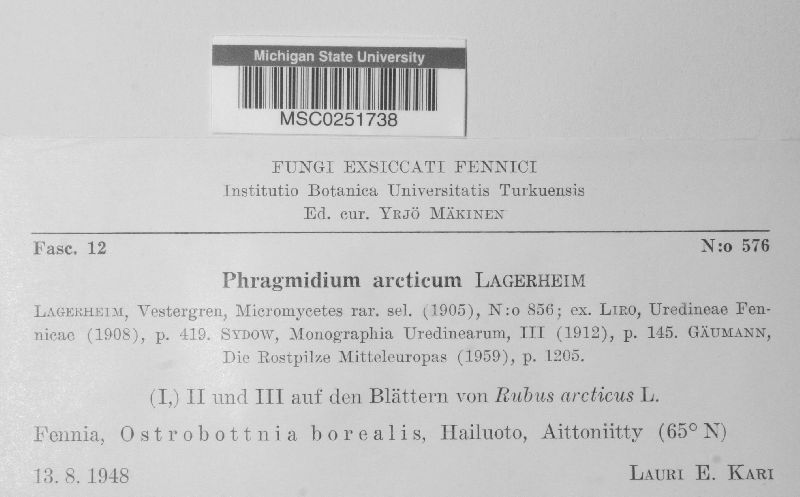 Michigan State University
MSC0251738
FUNGI EXSICCATI FENNICI
Institutio Botanica Universitatis Turkuensis
Ed. cur. YRJÖ MÄKINEN
Fasc. 12 N:o 576
Phragmidium arcticum LAGERHEIM
LAGERHEIM, Vestergren, Micromycetes rar. sel. (1905), N:o 856; ex. LIRO, Uredineae Fen-
nicae (1908), p. 419. SYDOW, Monographia Uredinearum, III (1912), p. 145. GÄUMANN,
Die Rostpilze Mitteleuropas (1959), p. 1205.
(I,) II und III auf den Blättern von Rubus arcticus L.
Fennia, Ostrobottnia borealis, Hailuoto, Aittoniitty (65° N)
13. 8. 1948 LAURI E. KARI